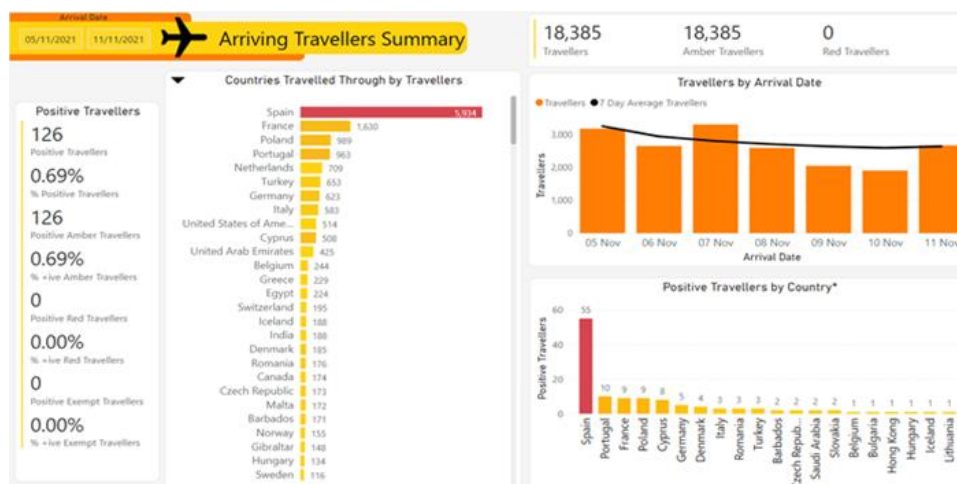 Arrival Date
05/11/2021 11/11/2021
Arriving Travellers Summary
18,385 18,385 0
Travellers Amber Travellers Red Travellers
Positive Travellers
126
Positive Travellers
0.69%
% Positive Travellers
126
Positive Amber Travellers
0.69%
% +ive Amber Travellers
0
Positive Red Travellers
0.00%
% +ive Red Travellers
0
Positive Exempt Travellers
0.00%
% +ive Exempt Travellers
Countries Travelled Through by Travellers
Spain 5,934
France 1,630
Poland 989
Portugal 963
Netherlands 709
Turkey 653
Germany 623
Italy 583
United States of Ame... 514
Cyprus 508
United Arab Emirates 425
Belgium 244
Greece 229
Egypt 224
Switzerland 195
Iceland 188
India 188
Denmark 185
Romania 176
Canada 174
Czech Republic 173
Malta 172
Barbados 171
Norway 155
Gibraltar 148
Hungary 134
Sweden 116
Travellers by Arrival Date
Travellers 7 Day Average Travellers
Travellers
3,000
2,000
1,000
0
05 Nov 06 Nov 07 Nov 08 Nov 09 Nov 10 Nov 11 Nov
Arrival Date
Positive Travellers by Country*
Positive Travellers
60
40
20
0
55 10 9 9 8 5 4 3 3 3 2 2 2 2 1 1 1 1 1 1
Spain
Portugal
France
Poland
Cyprus
Germany
Denmark
Italy
Romania
Turkey
Barbados
Czech Repub...
Saudi Arabia
Slovakia
Belgium
Bulgaria
Hong Kong
Hungary
Iceland
Lithuania